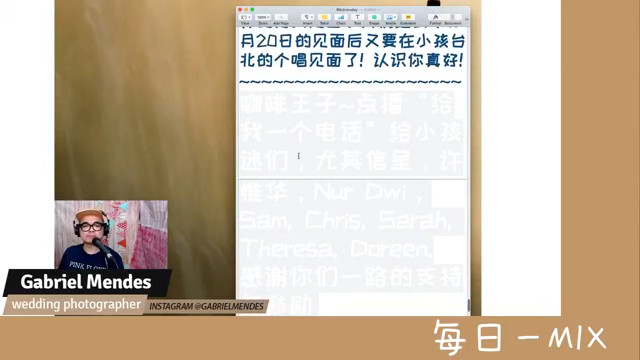 Wednesday
月20日的见面后又要在小孩台
北的个唱见面了! 认识你真好!
~~~~~~~~~~~~~~~~~~~~
咖啡王子~点播“给
我一个电话”给小孩
迷们，尤其信呈，许
惟华，Nur Dwi，
Sam, Chris, Sarah,
Theresa, Doreen,
感谢你们一路的支持
PINK FLOYD
Gabriel Mendes
wedding photographer
INSTAGRAM @GABRIELMENDES
每日一MIX